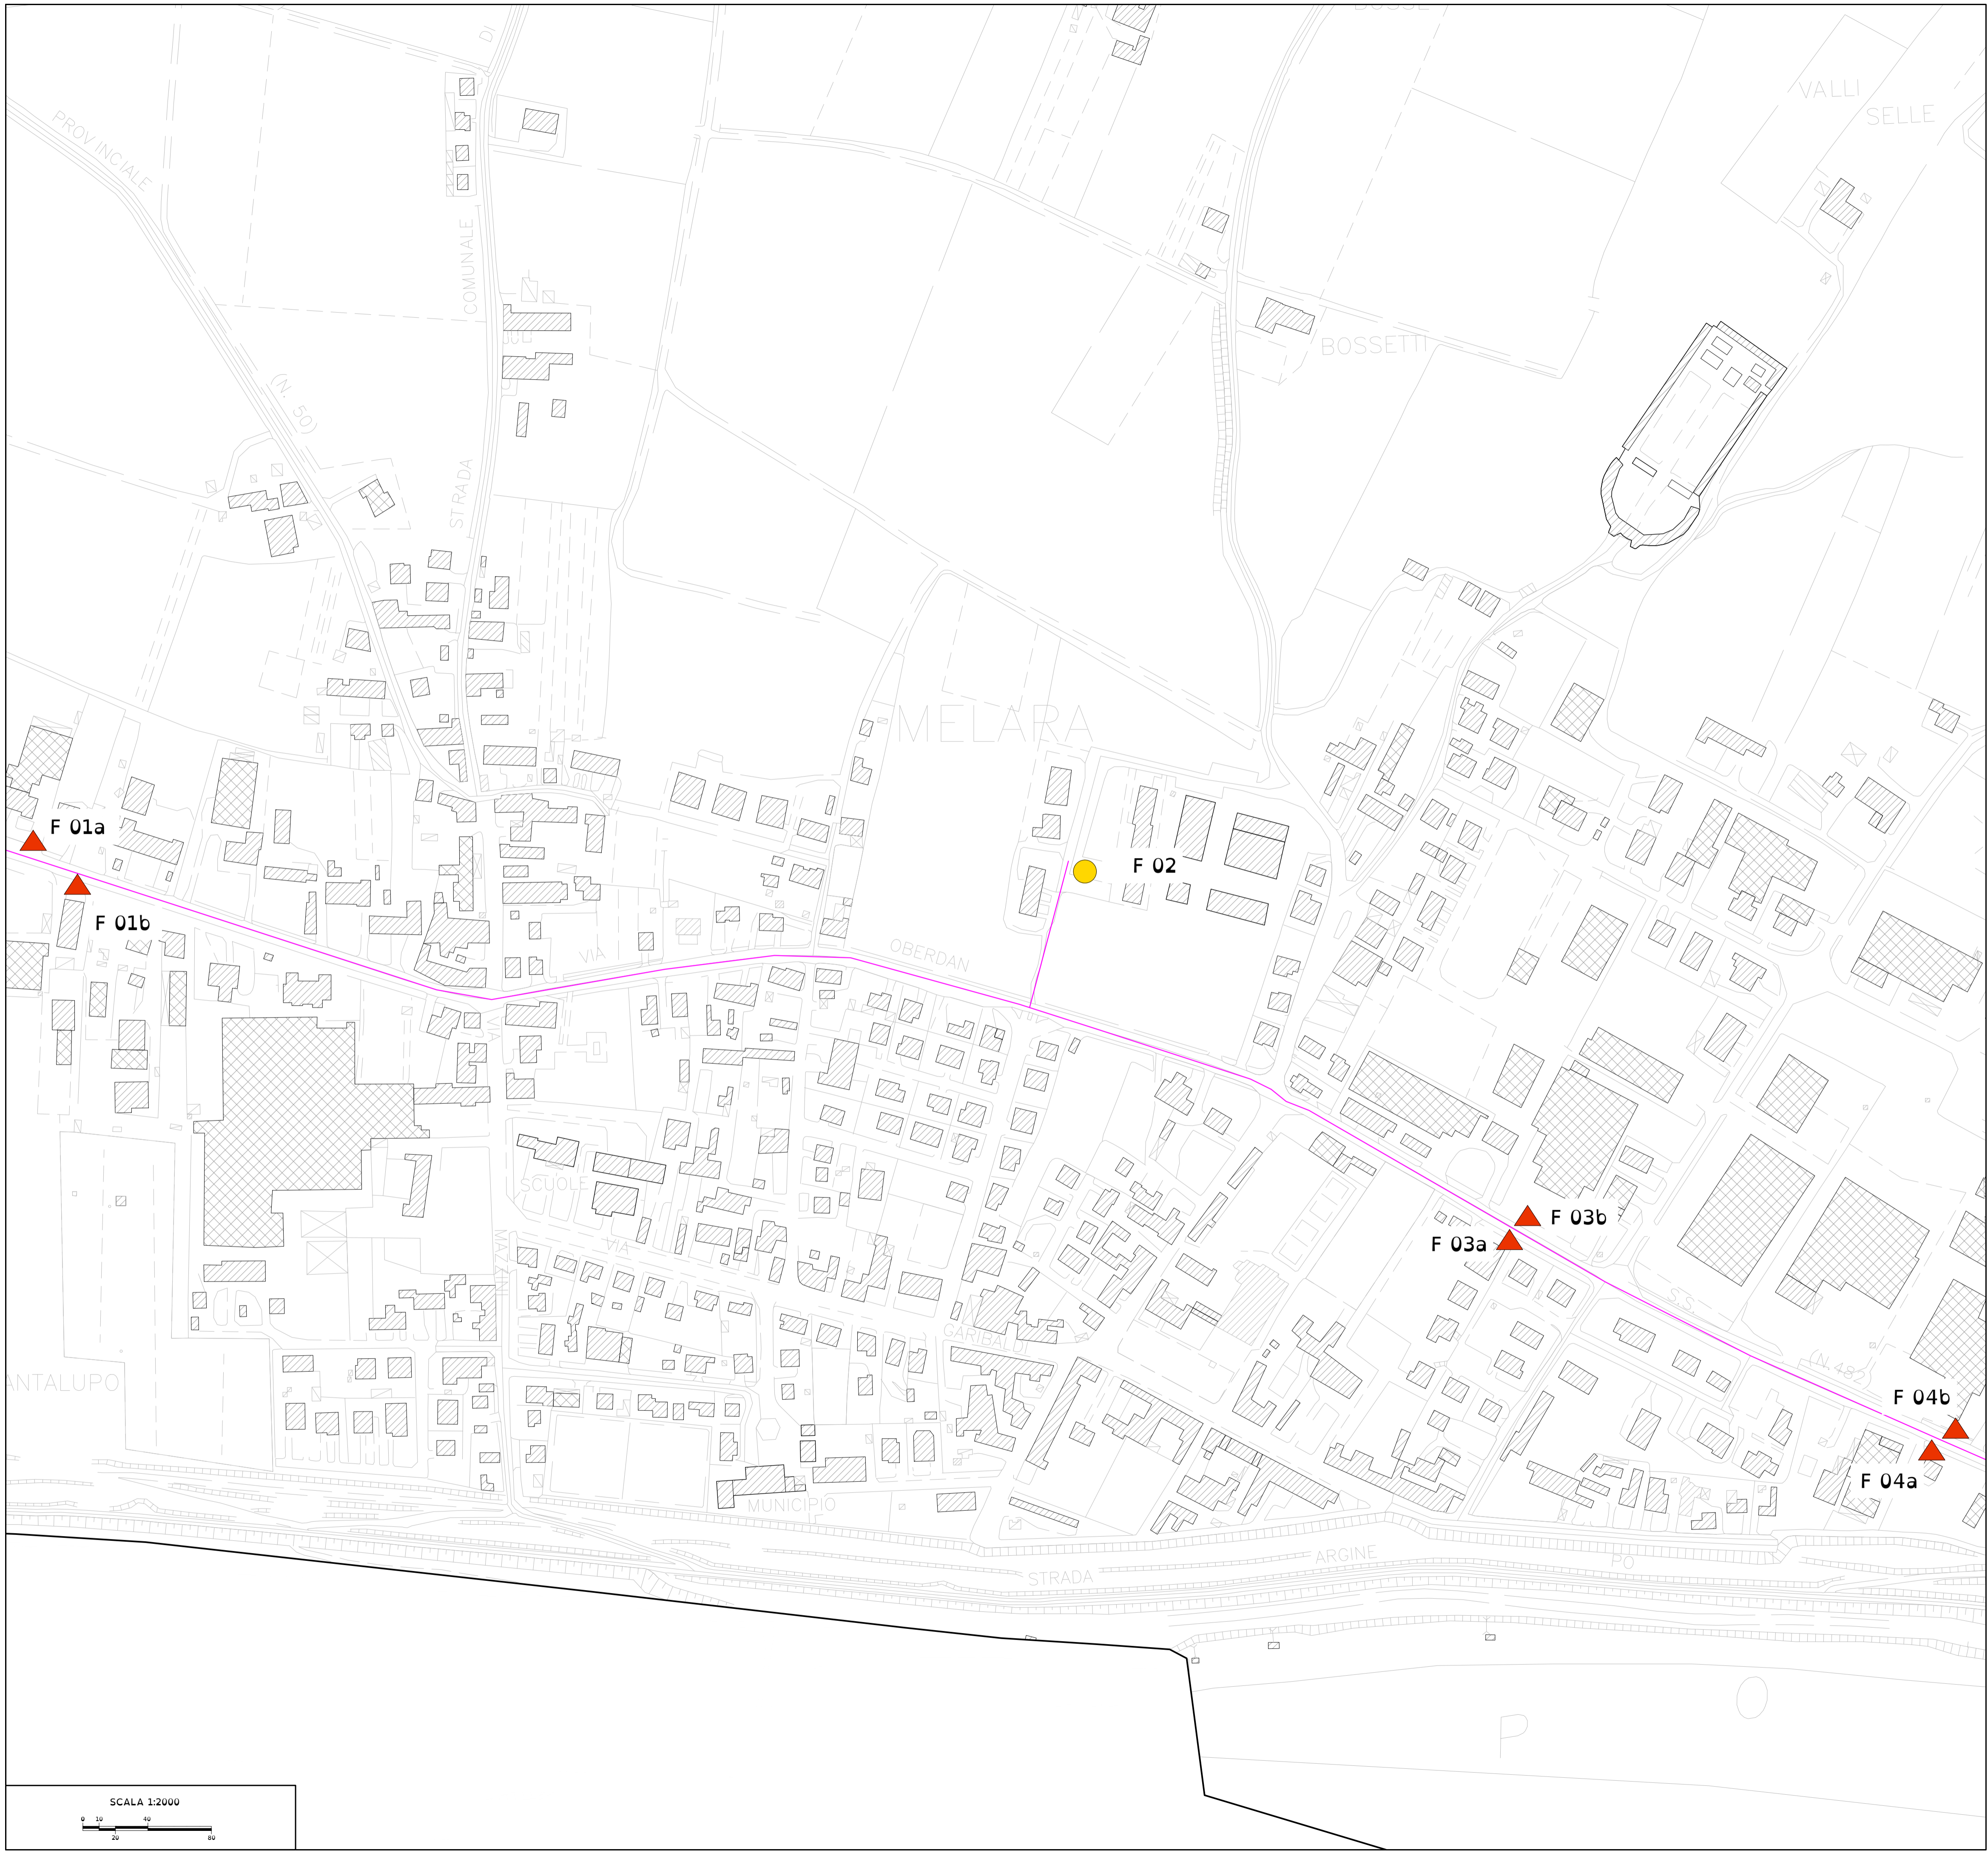 DI
VALLI
SELLE
PROVINCIALE
COMUNALE
(N. 50)
BOSSETTI
STRADA
MELARA
F 01a
F 02
F 01b
VIA
OBERDAN
VIA
SCUOLE
F 03b
F 03a
VIA
S.S.
GARIBALDI
(N.482)
ANTALUPO
F 04b
F 04a
MUNICIPIO
ARGINE
PO
STRADA
P
O
SCALA 1:2000
0 10 40
20 80